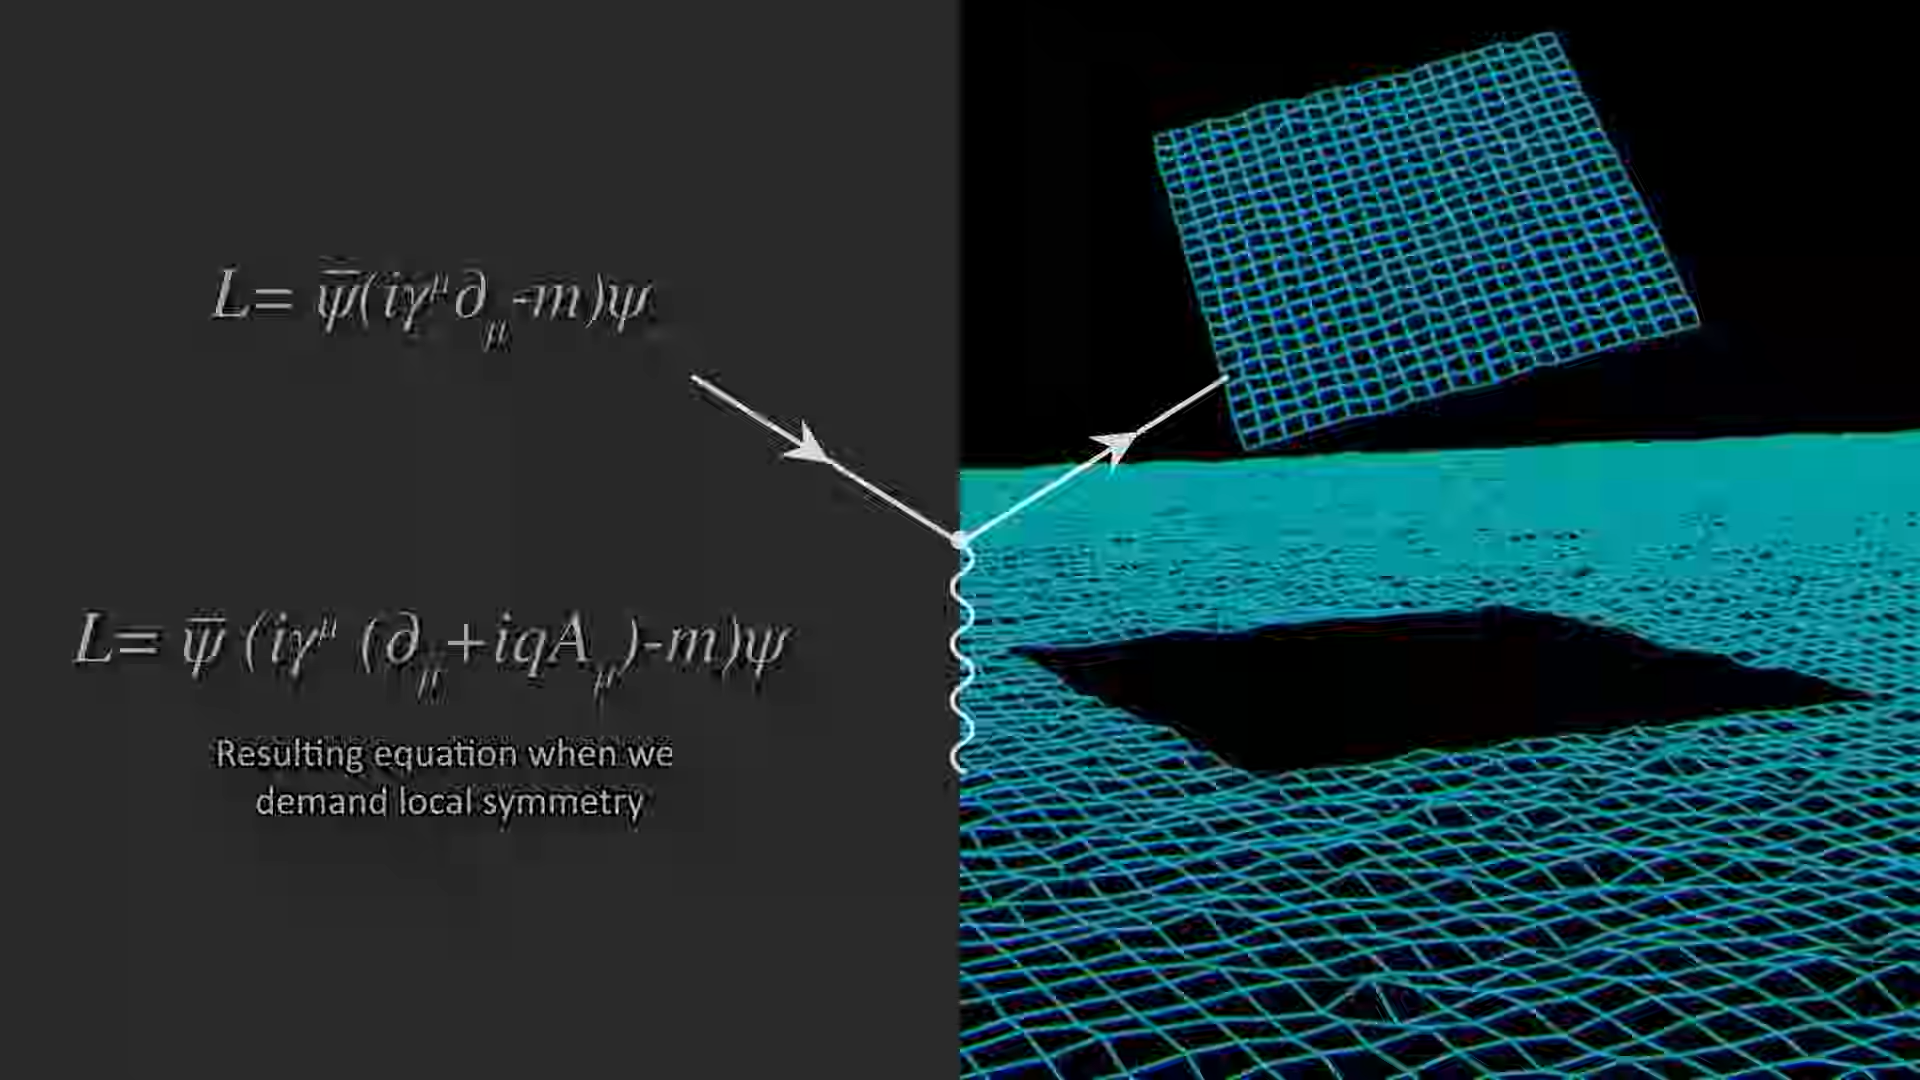 L= ψ̅(iγ^μ∂_μ-m)ψ
L= ψ̅ (iγ^μ (∂_μ+iqA_μ)-m)ψ
Resulting equation when we
demand local symmetry